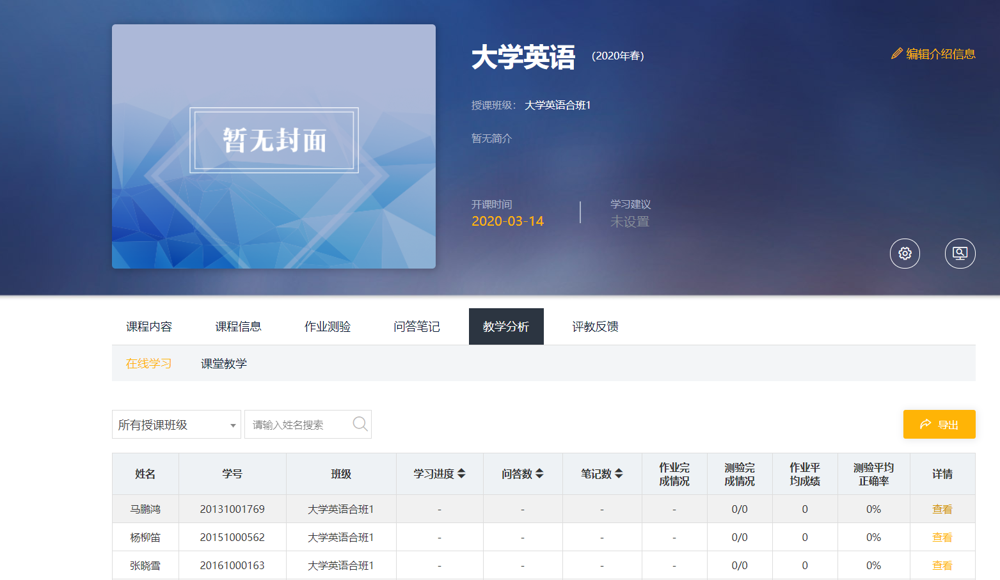 暂无封面
大学英语 (2020年春)
编辑介绍信息
授课班级： 大学英语合班1
暂无简介
开课时间 学习建议
2020-03-14 未设置
课程内容 课程信息 作业测验 问答笔记 教学分析 评教反馈
在线学习 课堂教学
所有授课班级 请输入姓名搜索 导出
姓名 学号 班级 学习进度 问答数 笔记数 作业完成情况 测验完成情况 作业平均成绩 测验平均正确率 详情
马鹏鸿 20131001769 大学英语合班1 - - - - 0/0 0 0% 查看
杨柳笛 20151000562 大学英语合班1 - - - - 0/0 0 0% 查看
张晓雪 20161000163 大学英语合班1 - - - - 0/0 0 0% 查看